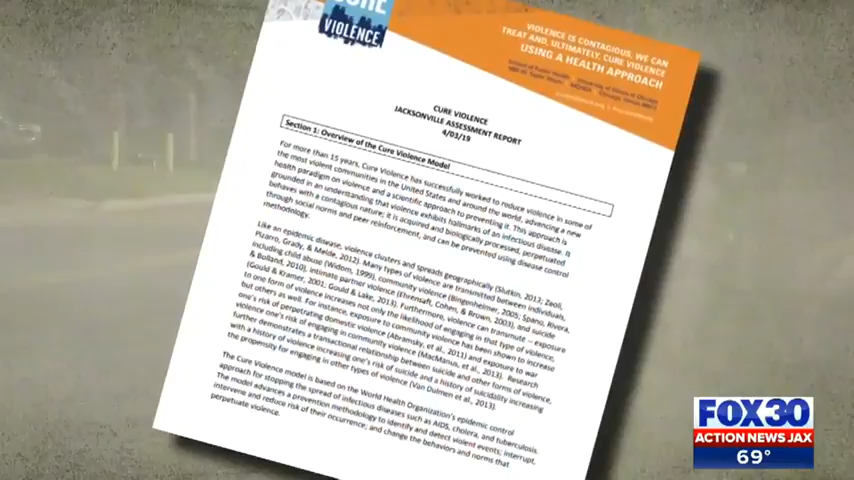 CURE
VIOLENCE
VIOLENCE IS CONTAGIOUS, WE CAN
TREAT AND, ULTIMATELY, CURE VIOLENCE
USING A HEALTH APPROACH
CURE VIOLENCE
JACKSONVILLE ASSESSMENT REPORT
4/03/19
Section 1: Overview of the Cure Violence Model
For more than 15 years, Cure Violence has successfully worked to reduce violence in some of
the most violent communities in the United States and around the world, advancing a new
health paradigm on violence and a scientific approach to preventing it. This approach is
grounded in an understanding that violence exhibits hallmarks of an infectious disease. It
behaves with a contagious nature; it is acquired and biologically processed, perpetuated
through social norms and peer reinforcement, and can be prevented using disease control
methodology.
Like an epidemic disease, violence clusters and spreads geographically (Slutkin, 2012; Zeoli,
Pizarro, Grady, & Melde, 2012). Many types of violence are transmitted between individuals,
including child abuse (Widom, 1999), community violence (Bingenheimer, 2005; Spano, Rivera,
& Bolland, 2010), intimate partner violence (Ehrensaft, Cohen, & Brown, 2003), and suicide
(Gould & Kramer, 2001; Gould & Lake, 2013). Furthermore, violence can transmute -- exposure
to one form of violence increases not only the likelihood of engaging in that type of violence,
but others as well. For instance, exposure to community violence has been shown to increase
one's risk of perpetrating domestic violence (Abramsky, et al., 2011) and exposure to war
violence one's risk of engaging in community violence (MacManus, et al., 2013). Research
further demonstrates a transactional relationship between suicide and other forms of violence,
with a history of violence increasing one's risk of suicide and a history of suicidality increasing
the propensity for engaging in other types of violence (Van Dulmen et al., 2013).
The Cure Violence model is based on the World Health Organization's epidemic control
approach for stopping the spread of infectious diseases such as AIDS, cholera, and tuberculosis.
The model advances a prevention methodology to identify and detect violent events; interrupt,
intervene and reduce risk of their occurrence; and change the behaviors and norms that
perpetuate violence.
FOX30
ACTION NEWS JAX
69°